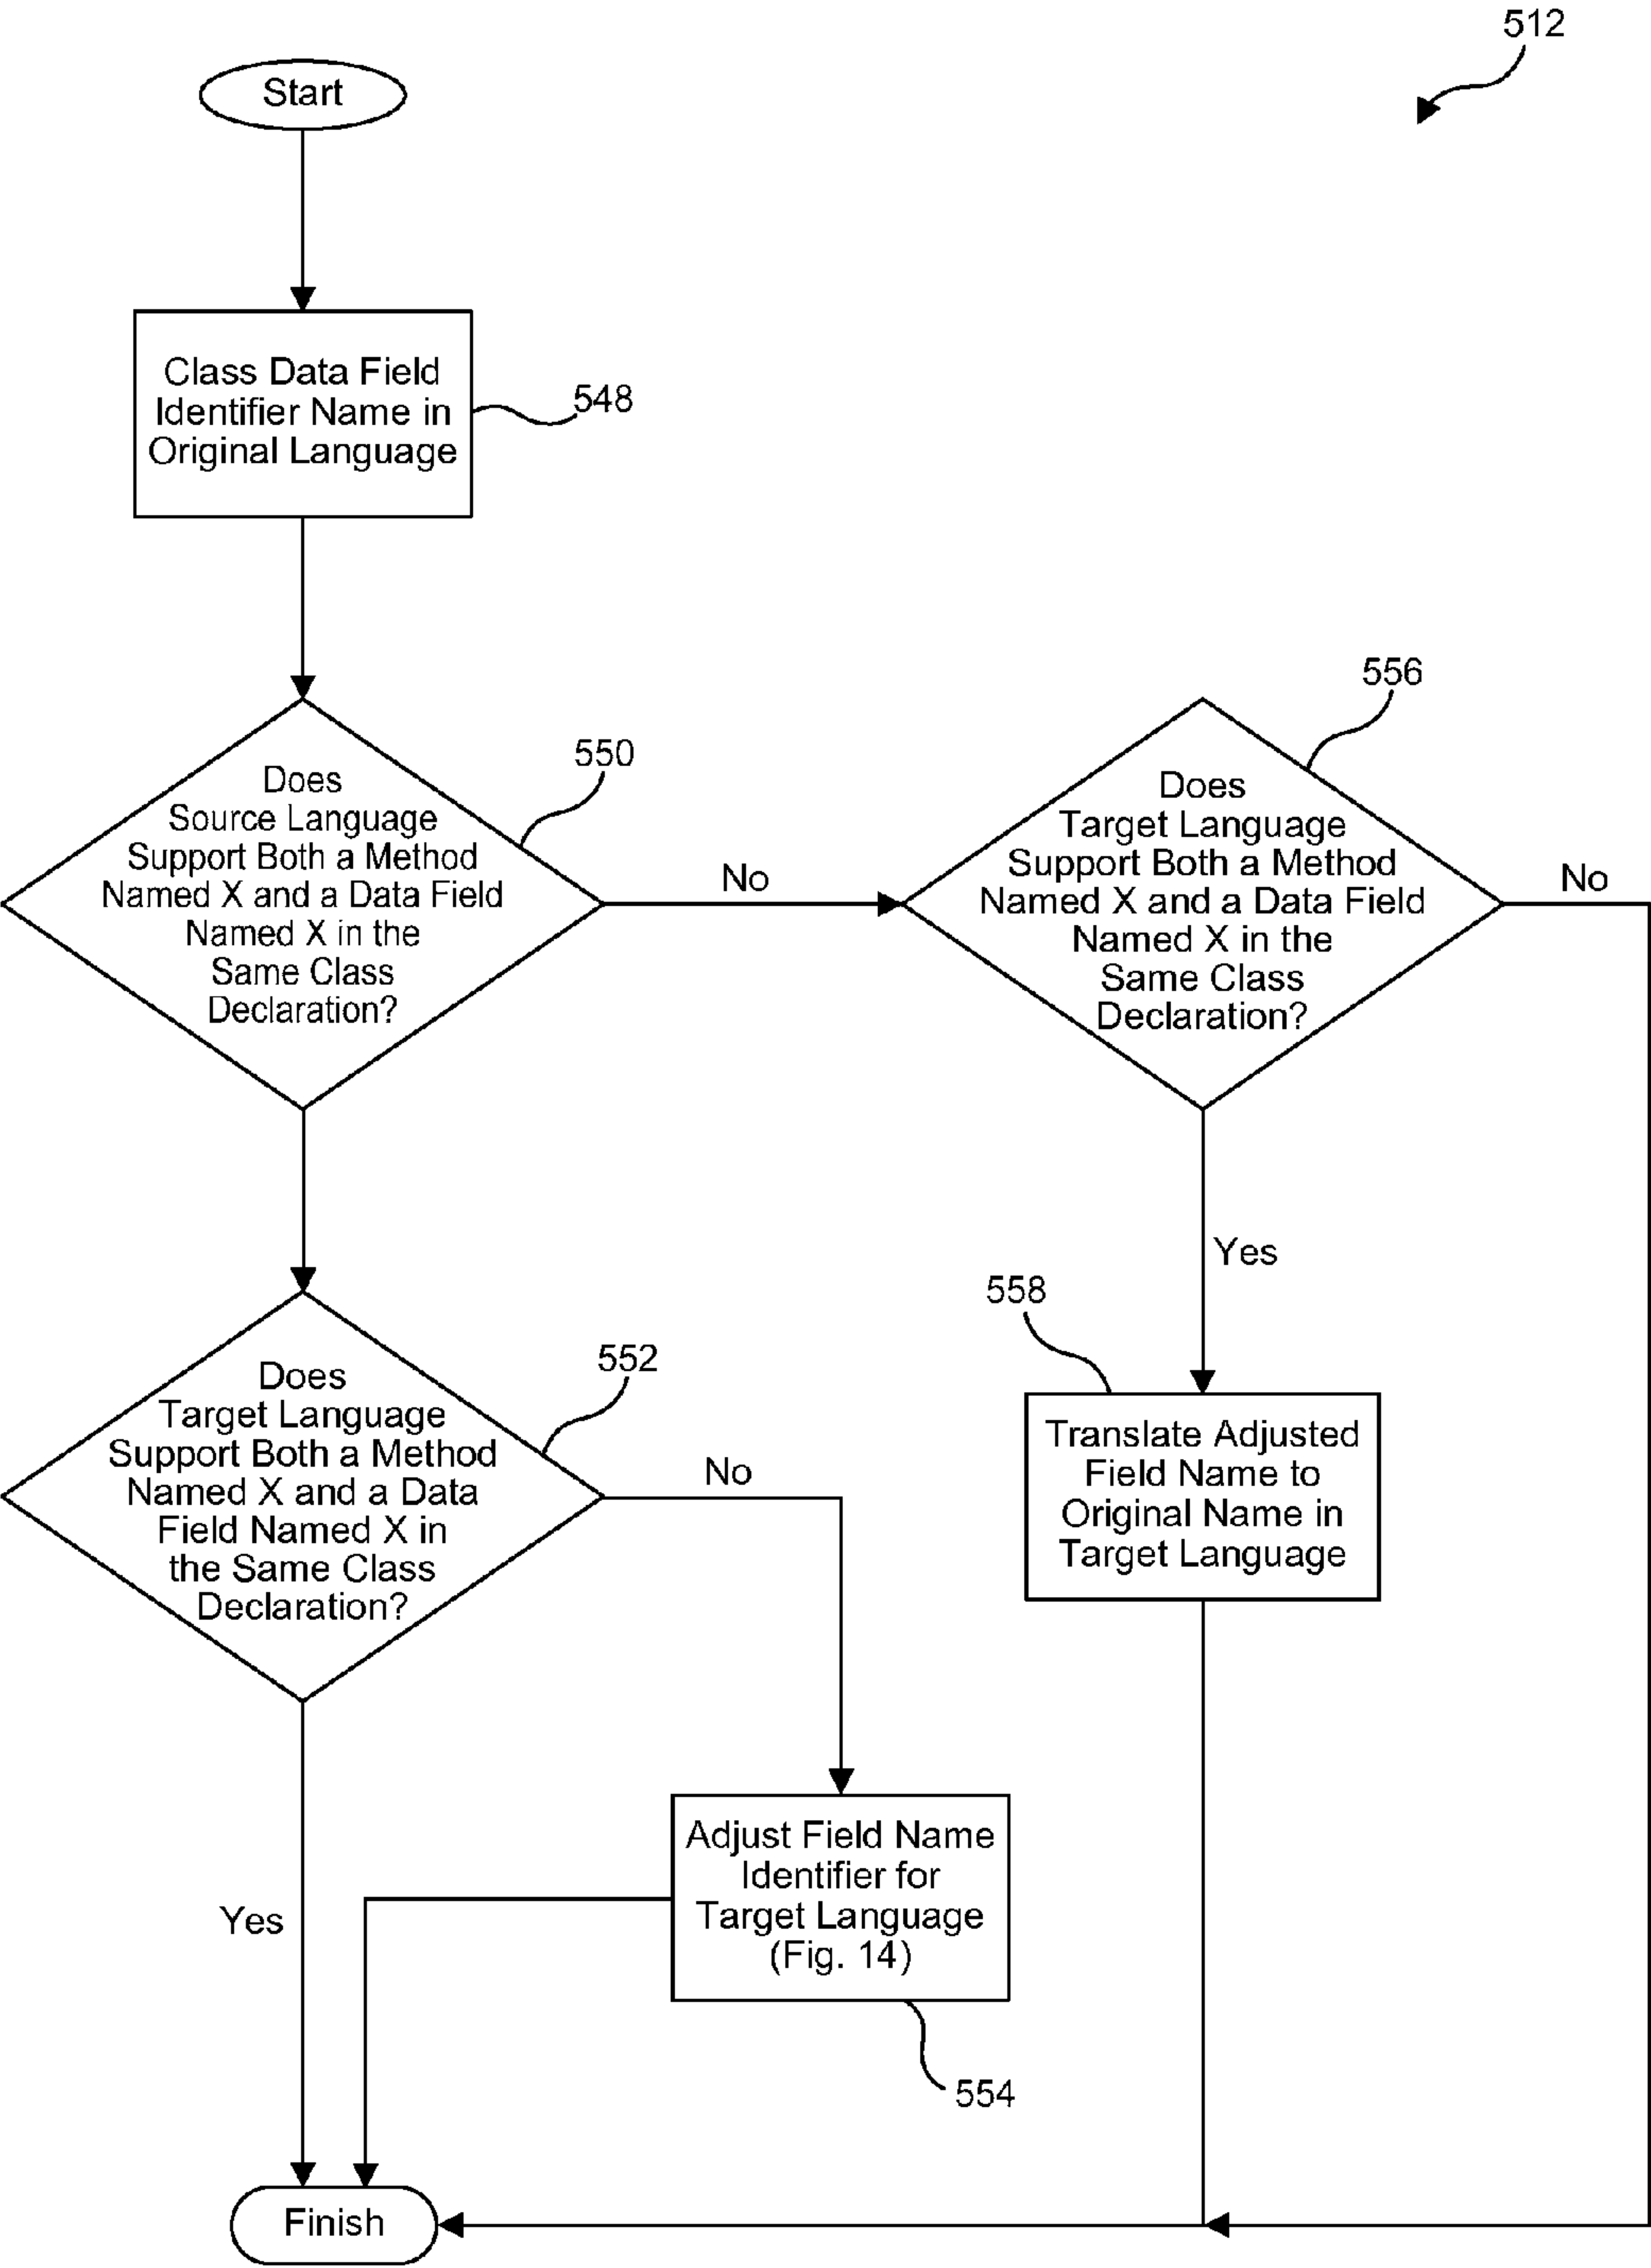 512
Start
Class Data Field
Identifier Name in
Original Language
548
Does
Source Language
Support Both a Method
Named X and a Data Field
Named X in the
Same Class
Declaration?
550
No
Does
Target Language
Support Both a Method
Named X and a Data Field
Named X in the
Same Class
Declaration?
556
No
Yes
558
Translate Adjusted
Field Name to
Original Name in
Target Language
Does
Target Language
Support Both a Method
Named X and a Data
Field Named X in
the Same Class
Declaration?
552
No
Yes
Adjust Field Name
Identifier for
Target Language
(Fig. 14)
554
Finish